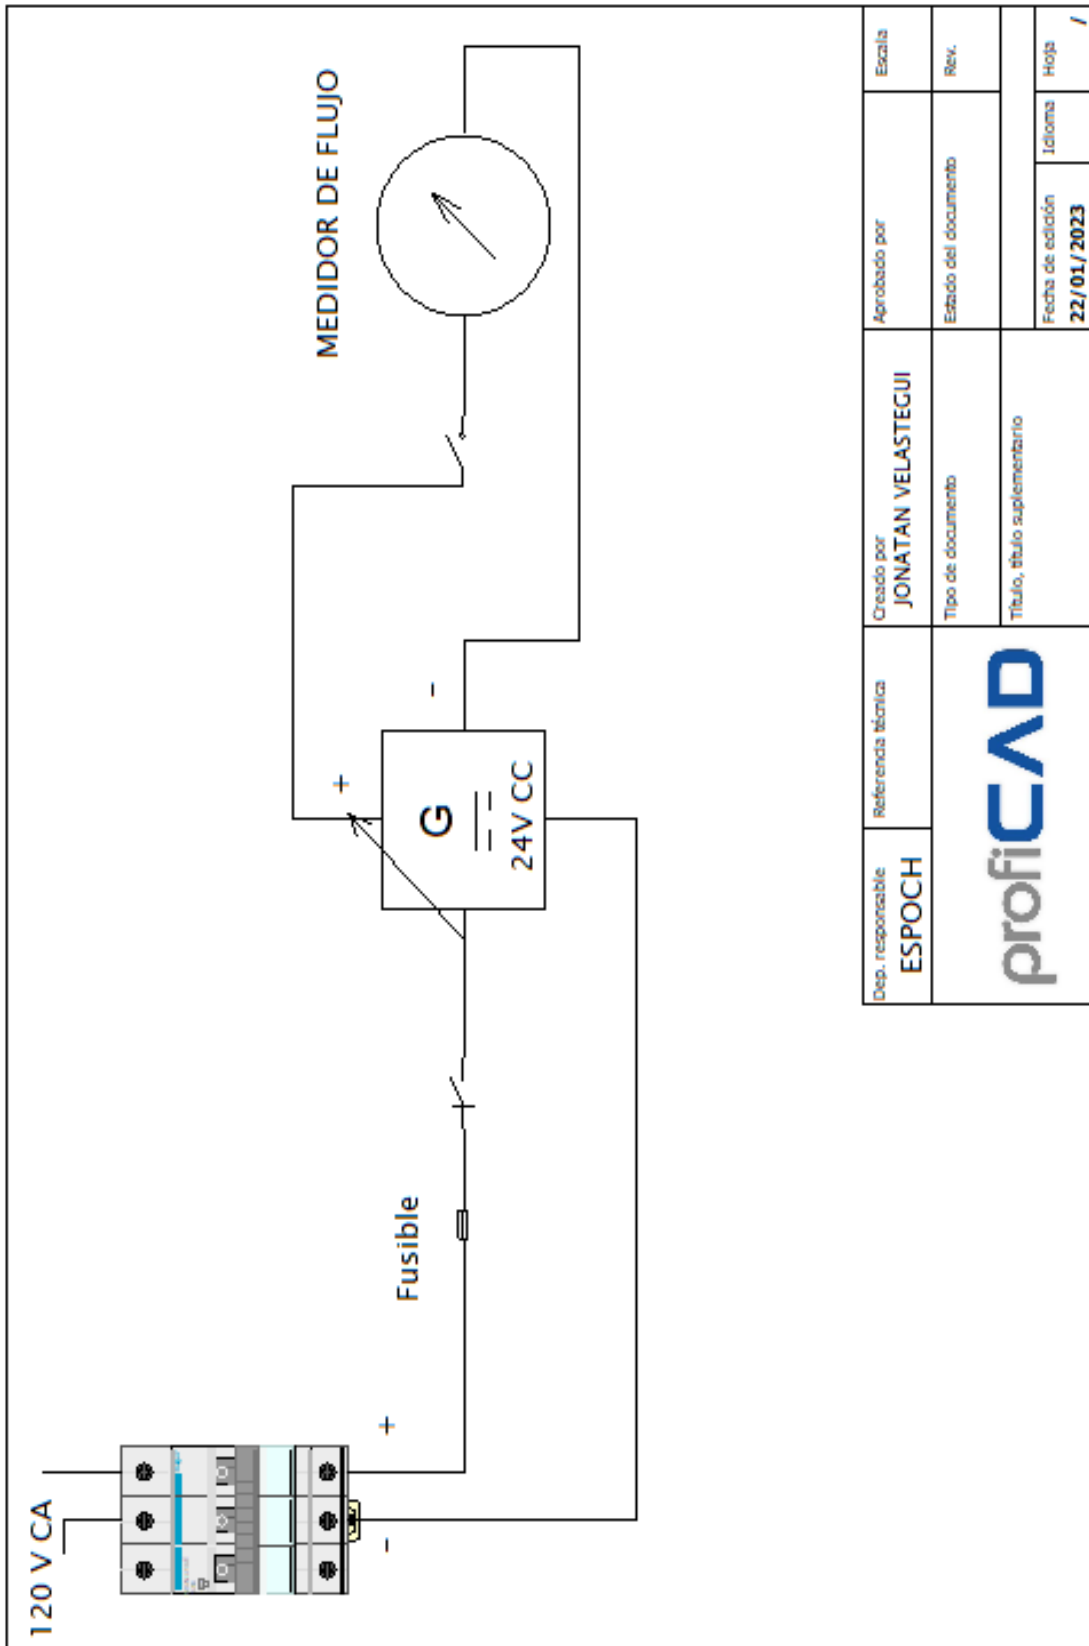 120 V CA
-
+
Fusible
G
24V CC
+
-
MEDIDOR DE FLUJO
Dep. responsable
ESPOCH
Referencia técnica
Creado por
JONATAN VELASTEGUI
Aprobado por
Escala
proficAD
Tipo de documento
Estado del documento
Rev.
Título, título suplementario
Fecha de edición
22/01/2023
Idioma
Hoja
/